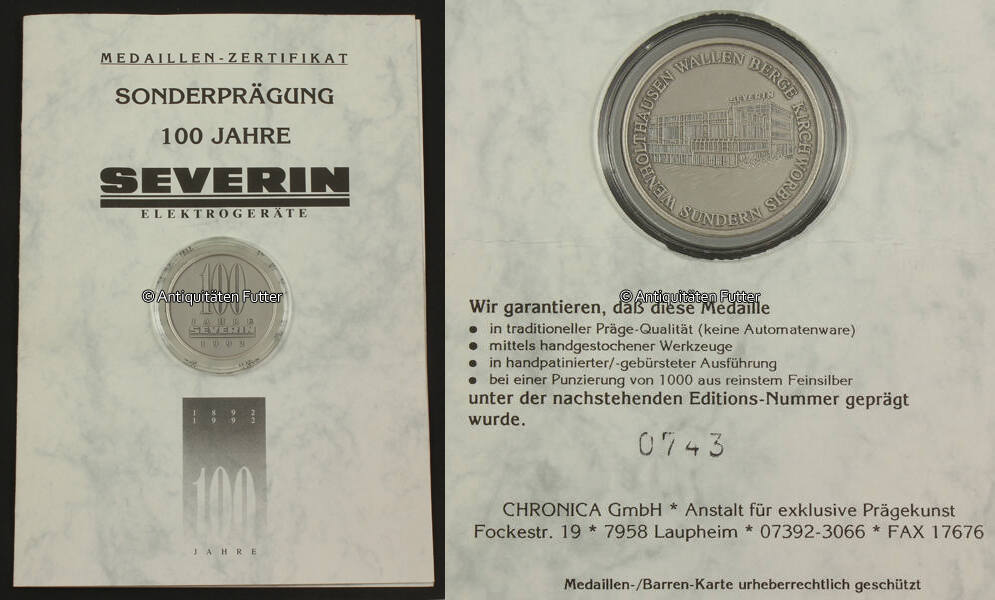 MEDAILLEN-ZERTIFIKAT
SONDERPRÄGUNG
100 JAHRE
SEVERIN
ELEKTROGERÄTE
100
JAHRE
SEVERIN
1992
© Antiquitäten Futter
1892
1992
100
JAHRE
WENHOLTHAUSEN WALLEN BERGE KIRCHWORBIS
SUNDERN
SEVERIN
© Antiquitäten Futter
Wir garantieren, daß diese Medaille
● in traditioneller Präge-Qualität (keine Automatenware)
● mittels handgestochener Werkzeuge
● in handpatinierter/-gebürsteter Ausführung
● bei einer Punzierung von 1000 aus reinstem Feinsilber
unter der nachstehenden Editions-Nummer geprägt
wurde.
0743
CHRONICA GmbH * Anstalt für exklusive Prägekunst
Fockestr. 19 * 7958 Laupheim * 07392-3066 * FAX 17676
Medaillen-/Barren-Karte urheberrechtlich geschützt